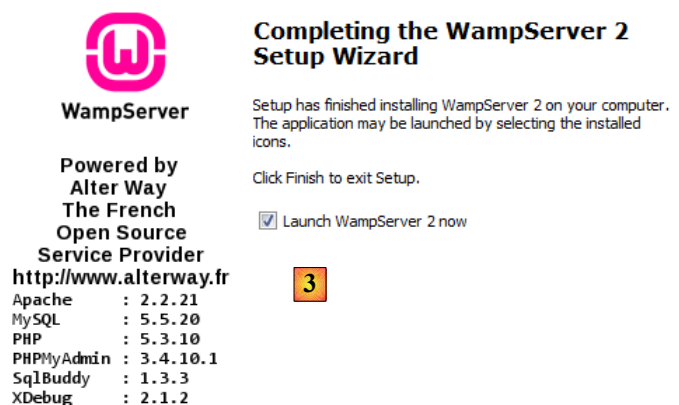 WampServer
Powered by
Alter Way
The French
Open Source
Service Provider
http://www.alterway.fr
Apache : 2.2.21
MySQL : 5.5.20
PHP : 5.3.10
PHPMyAdmin : 3.4.10.1
SqlBuddy : 1.3.3
XDebug : 2.1.2
Completing the WampServer 2
Setup Wizard
Setup has finished installing WampServer 2 on your computer.
The application may be launched by selecting the installed
icons.
Click Finish to exit Setup.
Launch WampServer 2 now
3